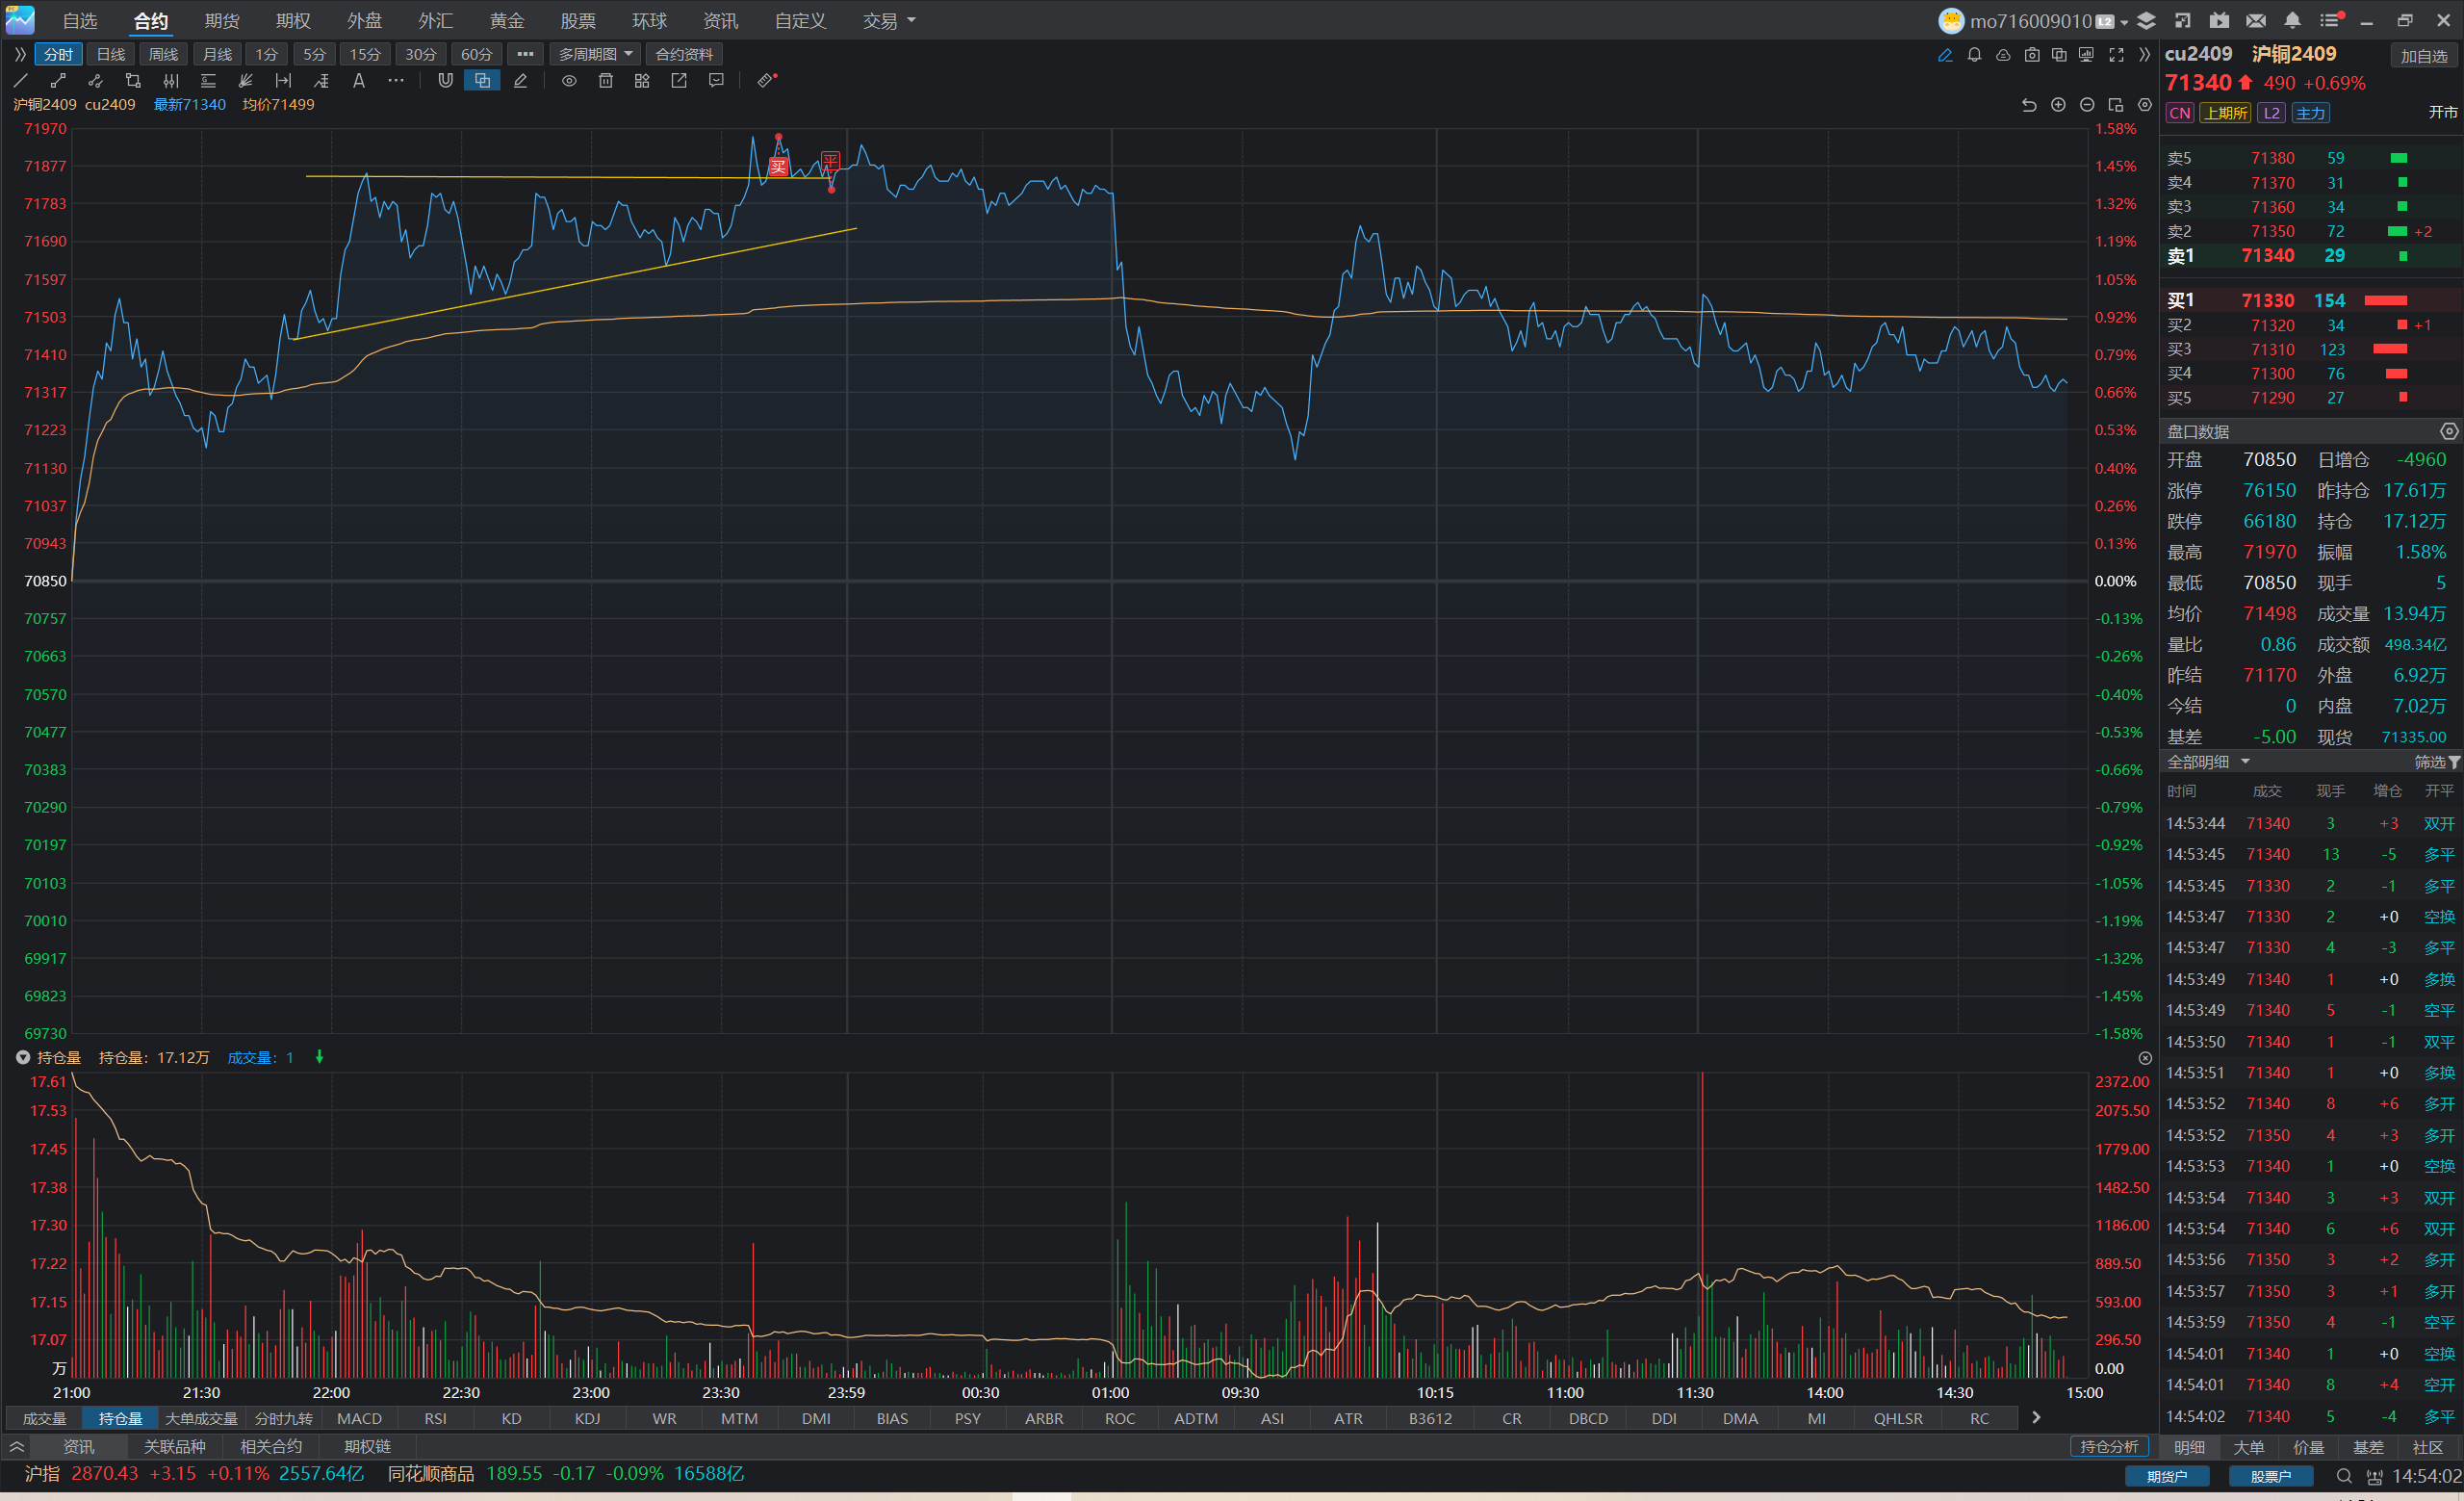 自选 合约 期货 期权 外盘 外汇 黄金 股票 环球 资讯 自定义 交易 mo716009010 L2
分时 日线 周线 月线 1分 5分 15分 30分 60分 ••• 多周期图 合约资料
沪铜2409 cu2409 最新71340 均价71499
71970 1.58%
71877 1.45%
71783 1.32%
71690 1.19%
71597 1.05%
71503 0.92%
71410 0.79%
71317 0.66%
71223 0.53%
71130 0.40%
71037 0.26%
70943 0.13%
70850 0.00%
70757 -0.13%
70663 -0.26%
70570 -0.40%
70477 -0.53%
70383 -0.66%
70290 -0.79%
70197 -0.92%
70103 -1.05%
70010 -1.19%
69917 -1.32%
69823 -1.45%
69730 -1.58%
买
平
持仓量 持仓量：17.12万 成交量：1
17.61 2372.00
17.53 2075.50
17.45 1779.00
17.38 1482.50
17.30 1186.00
17.22 889.50
17.15 593.00
17.07 296.50
万 0.00
21:00 21:30 22:00 22:30 23:00 23:30 23:59 00:30 01:00 09:30 10:15 11:00 11:30 14:00 14:30 15:00
成交量 持仓量 大单成交量 分时九转 MACD RSI KD KDJ WR MTM DMI BIAS PSY ARBR ROC ADTM ASI ATR B3612 CR DBCD DDI DMA MI QHLSR RC
资讯 关联品种 相关合约 期权链 持仓分析
沪指 2870.43 +3.15 +0.11% 2557.64亿 同花顺商品 189.55 -0.17 -0.09% 16588亿
cu2409 沪铜2409 加自选
71340 490 +0.69%
CN 上期所 L2 主力 开市
卖5 71380 59
卖4 71370 31
卖3 71360 34
卖2 71350 72 +2
卖1 71340 29
买1 71330 154
买2 71320 34 +1
买3 71310 123
买4 71300 76
买5 71290 27
盘口数据
开盘 70850 日增仓 -4960
涨停 76150 昨持仓 17.61万
跌停 66180 持仓 17.12万
最高 71970 振幅 1.58%
最低 70850 现手 5
均价 71498 成交量 13.94万
量比 0.86 成交额 498.34亿
昨结 71170 外盘 6.92万
今结 0 内盘 7.02万
基差 -5.00 现货 71335.00
全部明细 筛选
时间 成交 现手 增仓 开平
14:53:44 71340 3 +3 双开
14:53:45 71340 13 -5 多平
14:53:45 71330 2 -1 多平
14:53:47 71330 2 +0 空换
14:53:47 71330 4 -3 多平
14:53:49 71340 1 +0 多换
14:53:49 71340 5 -1 空平
14:53:50 71340 1 -1 双平
14:53:51 71340 1 +0 多换
14:53:52 71340 8 +6 多开
14:53:52 71350 4 +3 多开
14:53:53 71340 1 +0 空换
14:53:54 71340 3 +3 双开
14:53:54 71340 6 +6 双开
14:53:56 71350 3 +2 多开
14:53:57 71350 3 +1 多开
14:53:59 71350 4 -1 空平
14:54:01 71340 1 +0 空换
14:54:01 71340 8 +4 空开
14:54:02 71340 5 -4 多平
明细 大单 价量 基差 社区
期货户 股票户 14:54:02